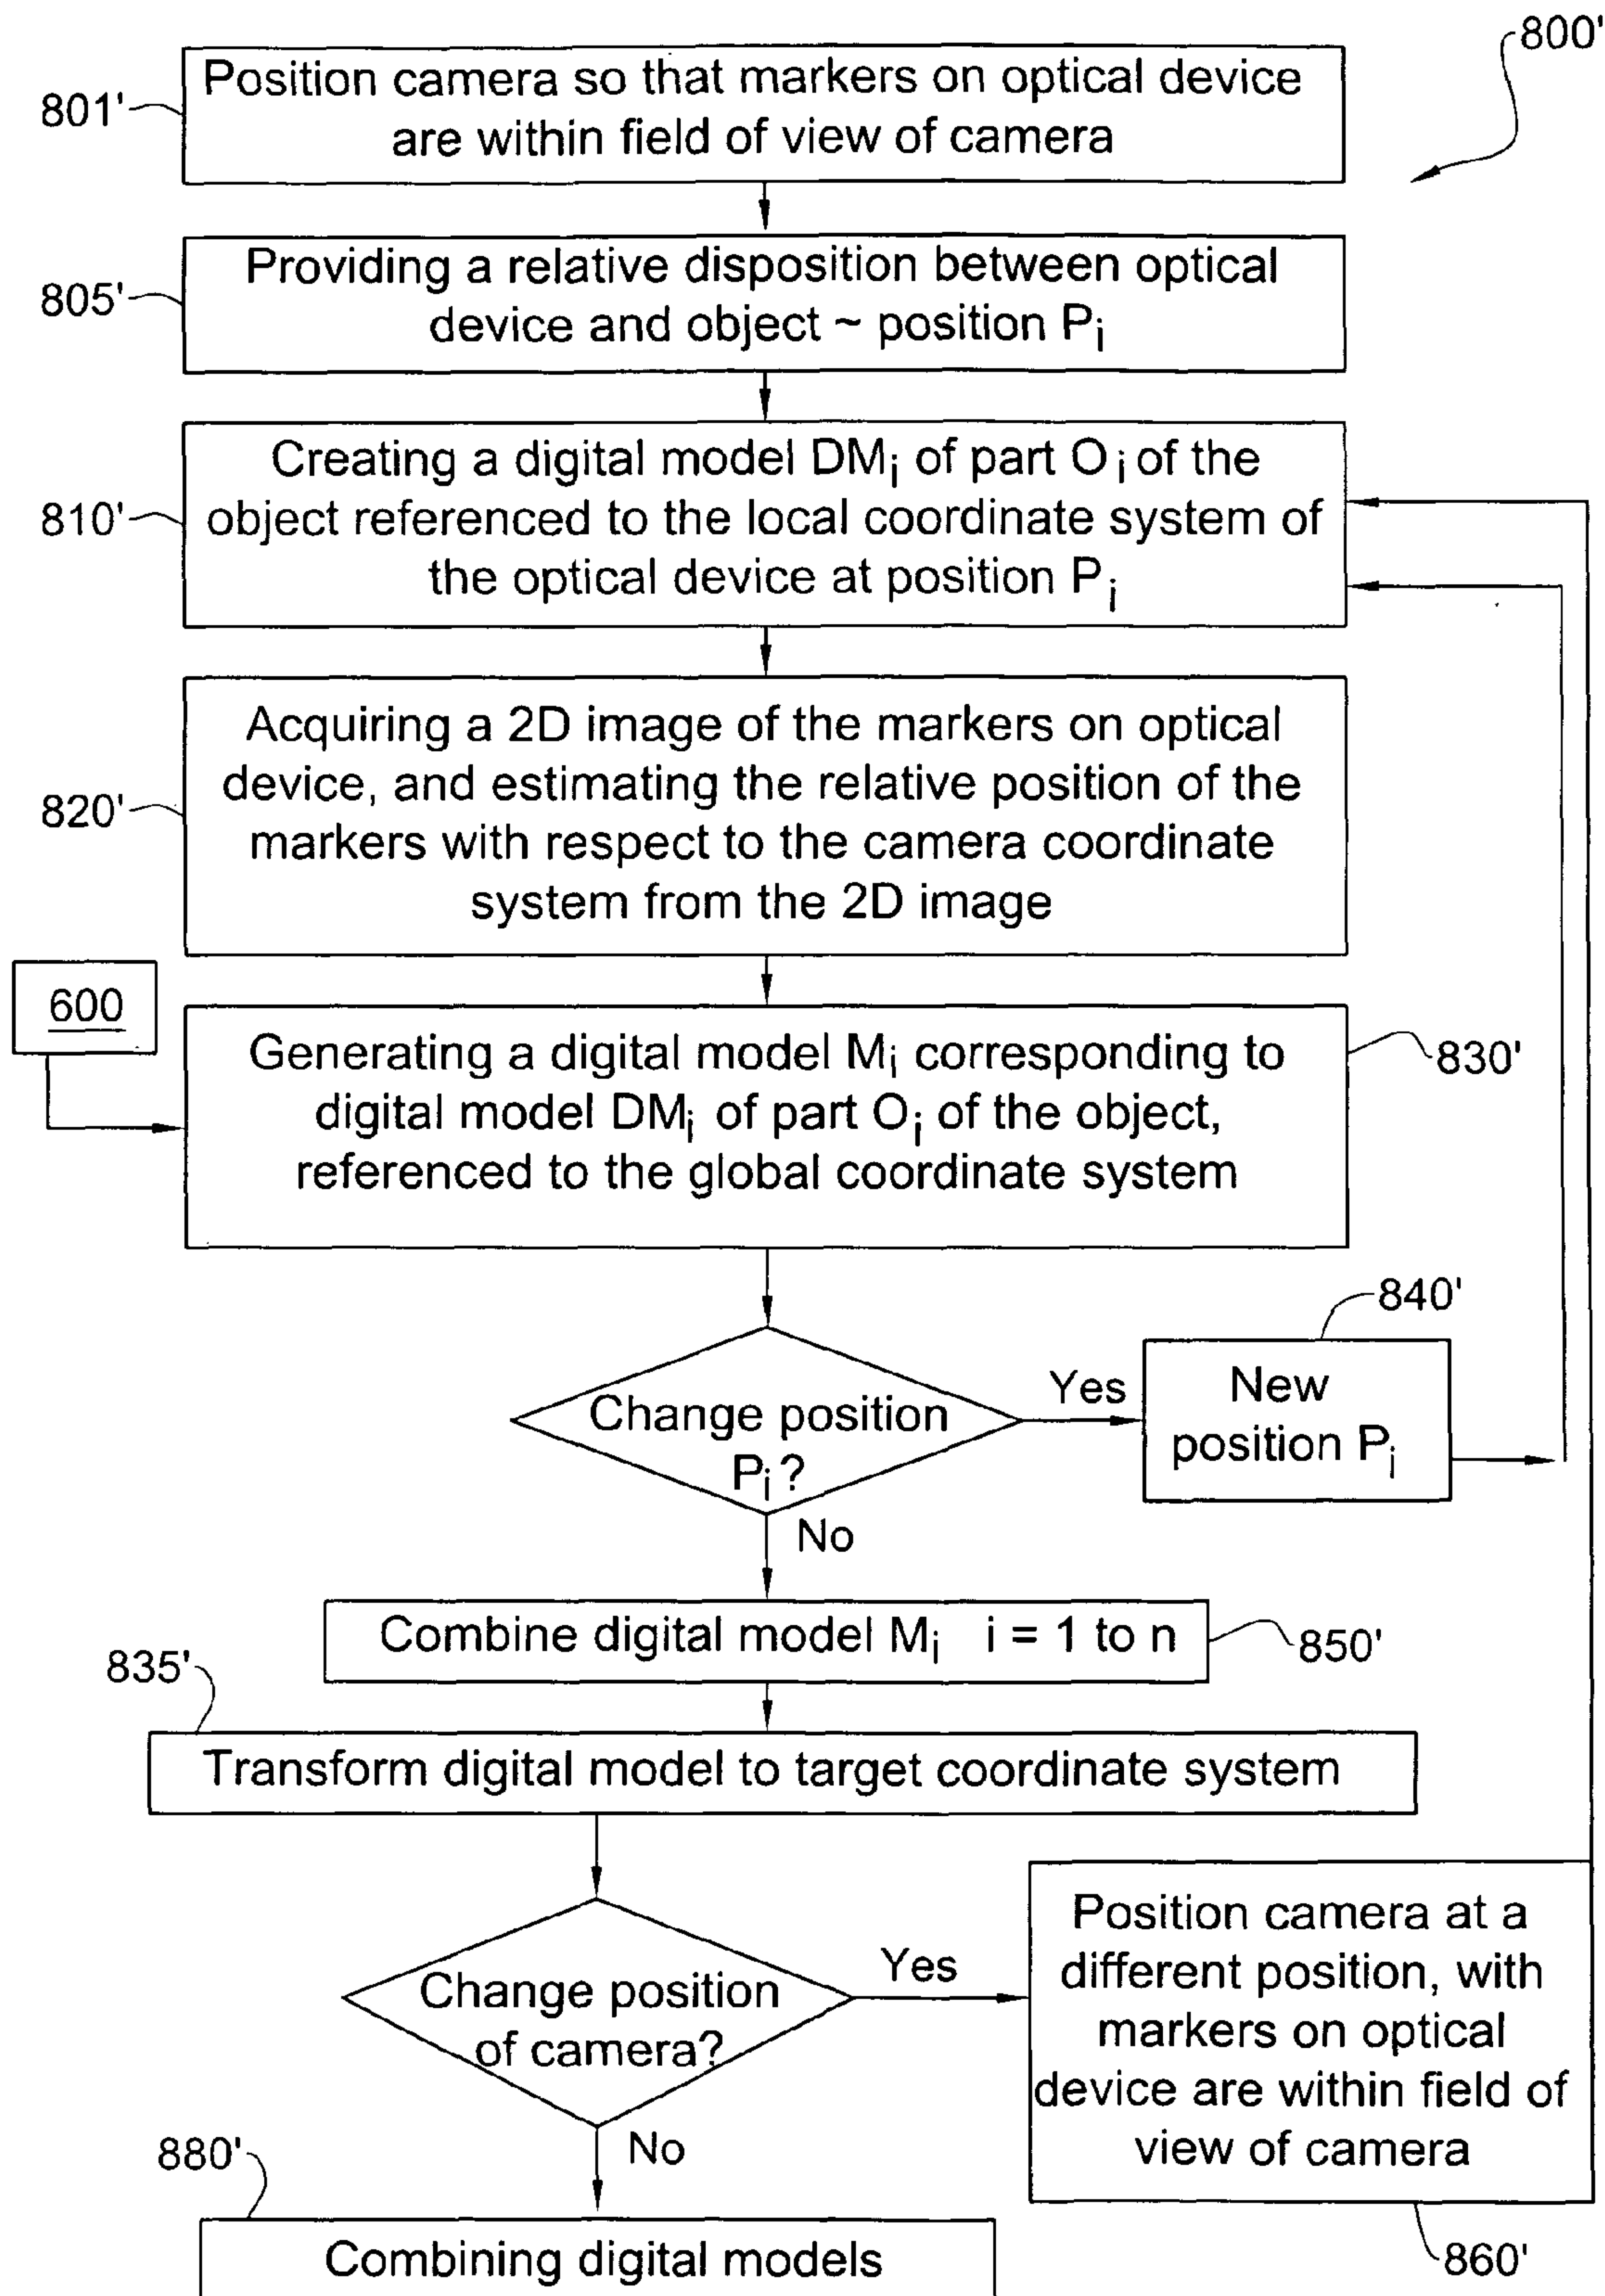 800'
801'
Position camera so that markers on optical device
are within field of view of camera
805'
Providing a relative disposition between optical
device and object ~ position Pi
810'
Creating a digital model DMi of part Oi of the
object referenced to the local coordinate system of
the optical device at position Pi
820'
Acquiring a 2D image of the markers on optical
device, and estimating the relative position of the
markers with respect to the camera coordinate
system from the 2D image
600
830'
Generating a digital model Mi corresponding to
digital model DMi of part Oi of the object,
referenced to the global coordinate system
840'
Change position
Pi?
Yes
New
position Pi
No
Combine digital model Mi i = 1 to n
850'
835'
Transform digital model to target coordinate system
Change position
of camera?
Yes
Position camera at a
different position, with
markers on optical
device are within field of
view of camera
860'
No
880'
Combining digital models